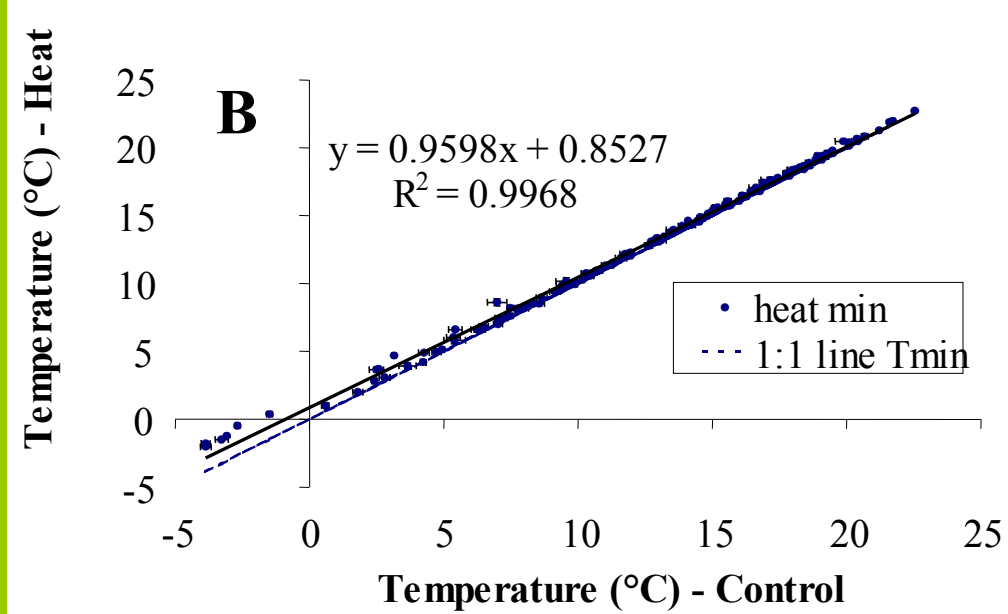 Temperature (°C) - Heat
B
y = 0.9598x + 0.8527
R² = 0.9968
25
20
15
10
5
0
-5
-5 0 5 10 15 20 25
heat min
1:1 line Tmin
Temperature (°C) - Control